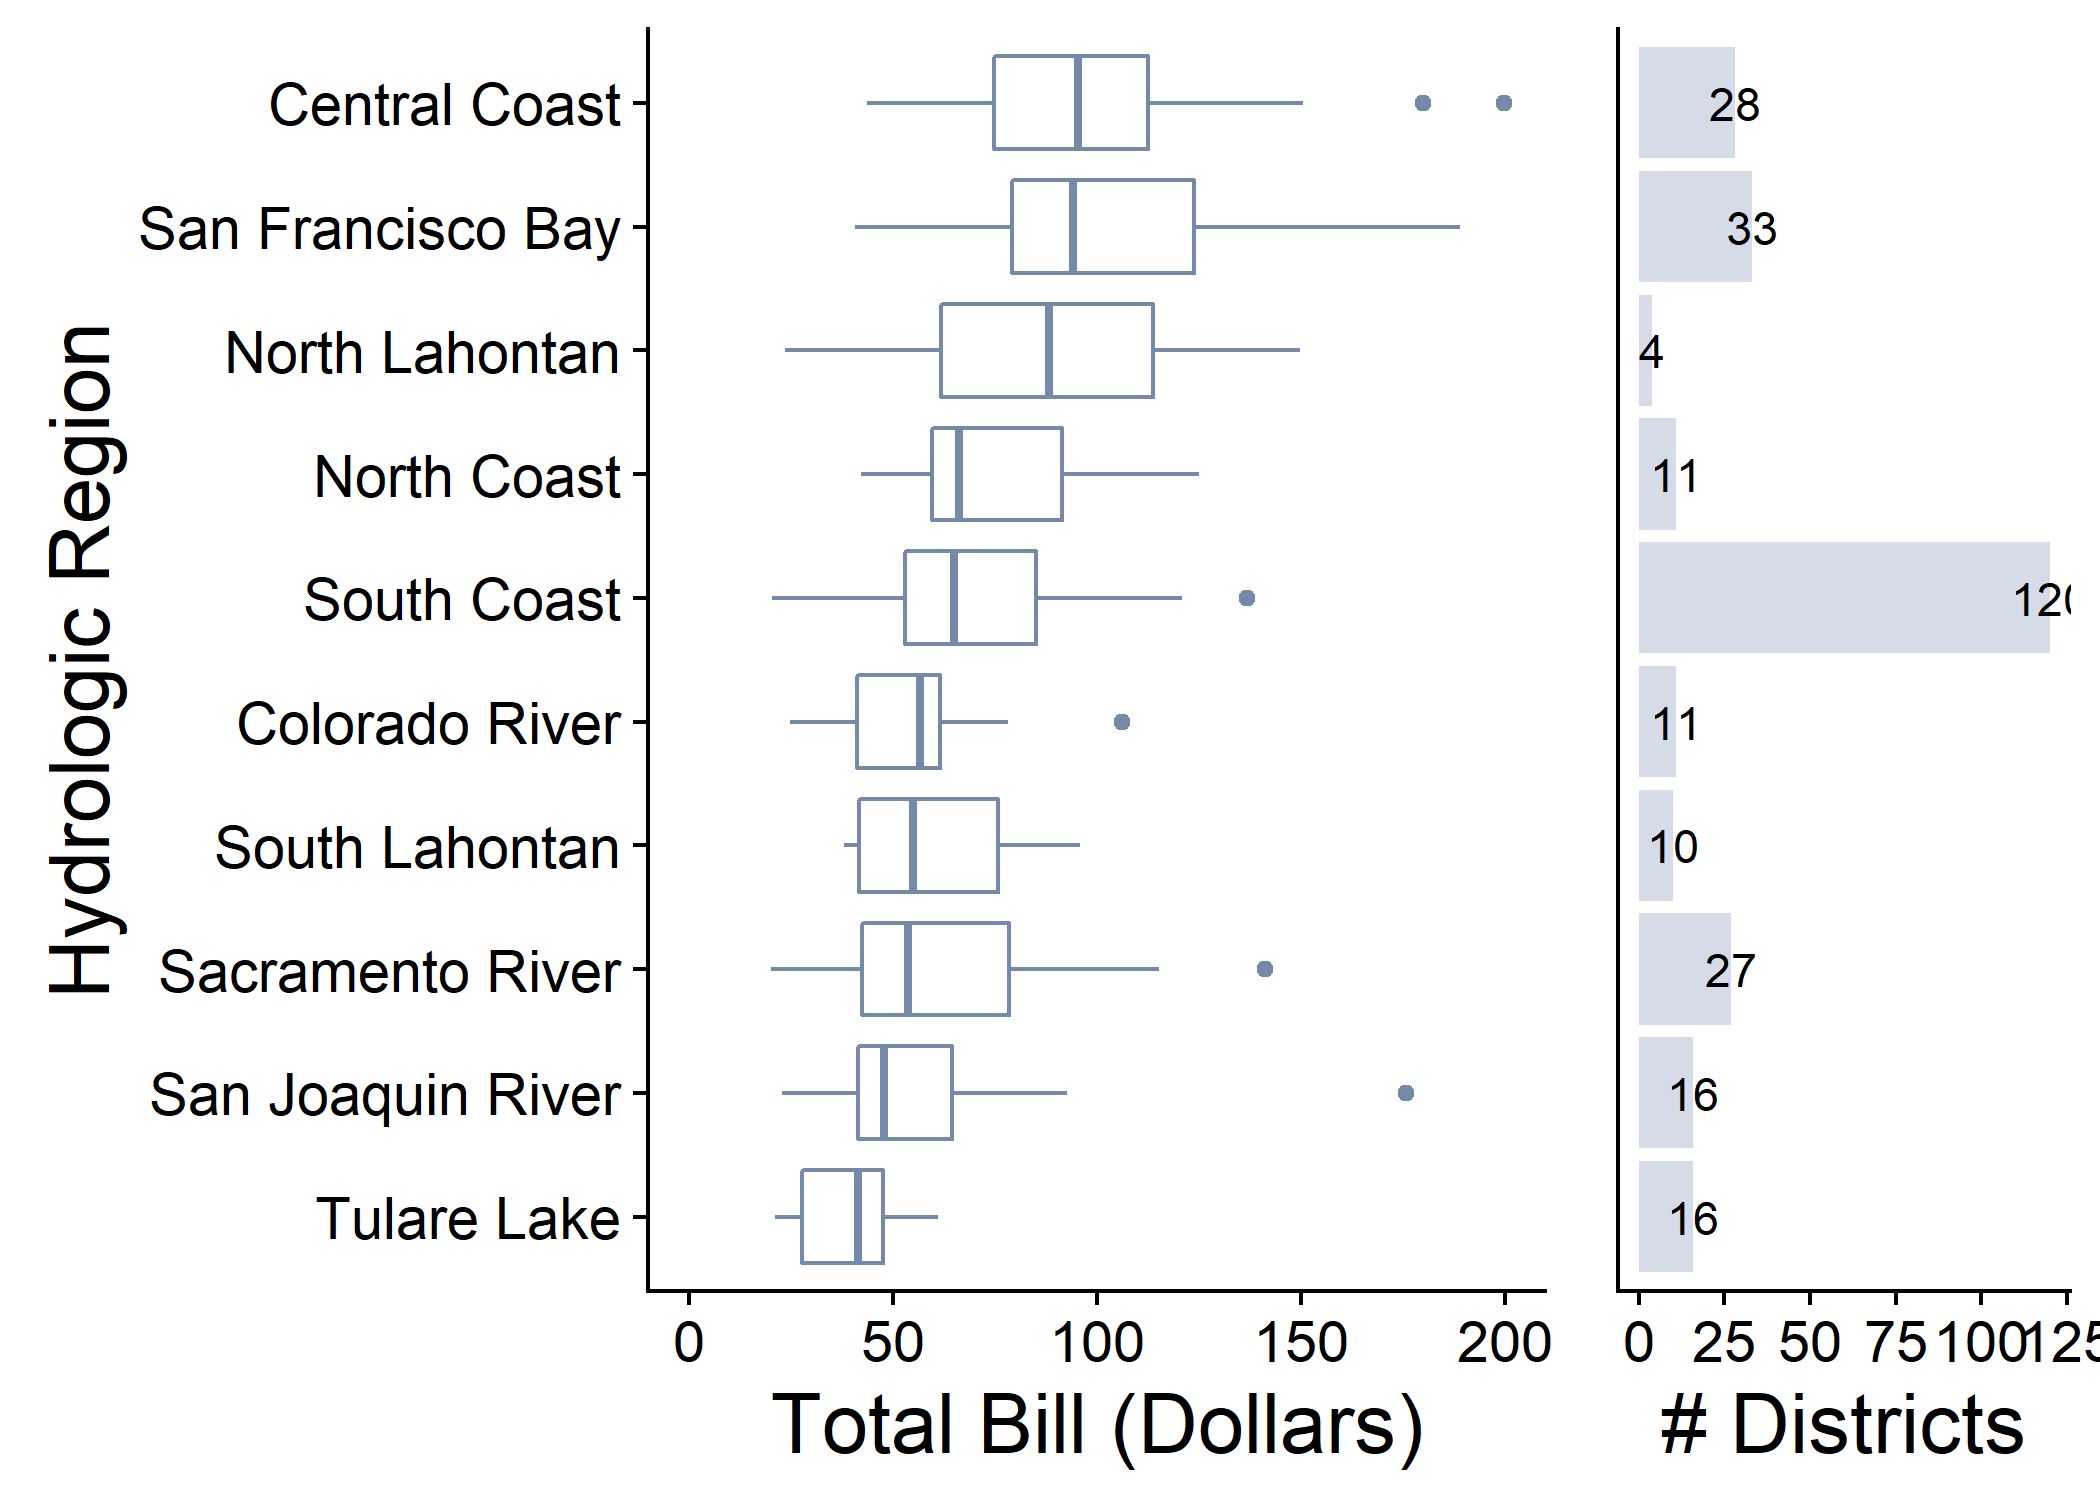 Hydrologic Region
Central Coast
San Francisco Bay
North Lahontan
North Coast
South Coast
Colorado River
South Lahontan
Sacramento River
San Joaquin River
Tulare Lake
0 50 100 150 200
Total Bill (Dollars)
28
33
4
11
120
11
10
27
16
16
0 25 50 75 100 125
# Districts